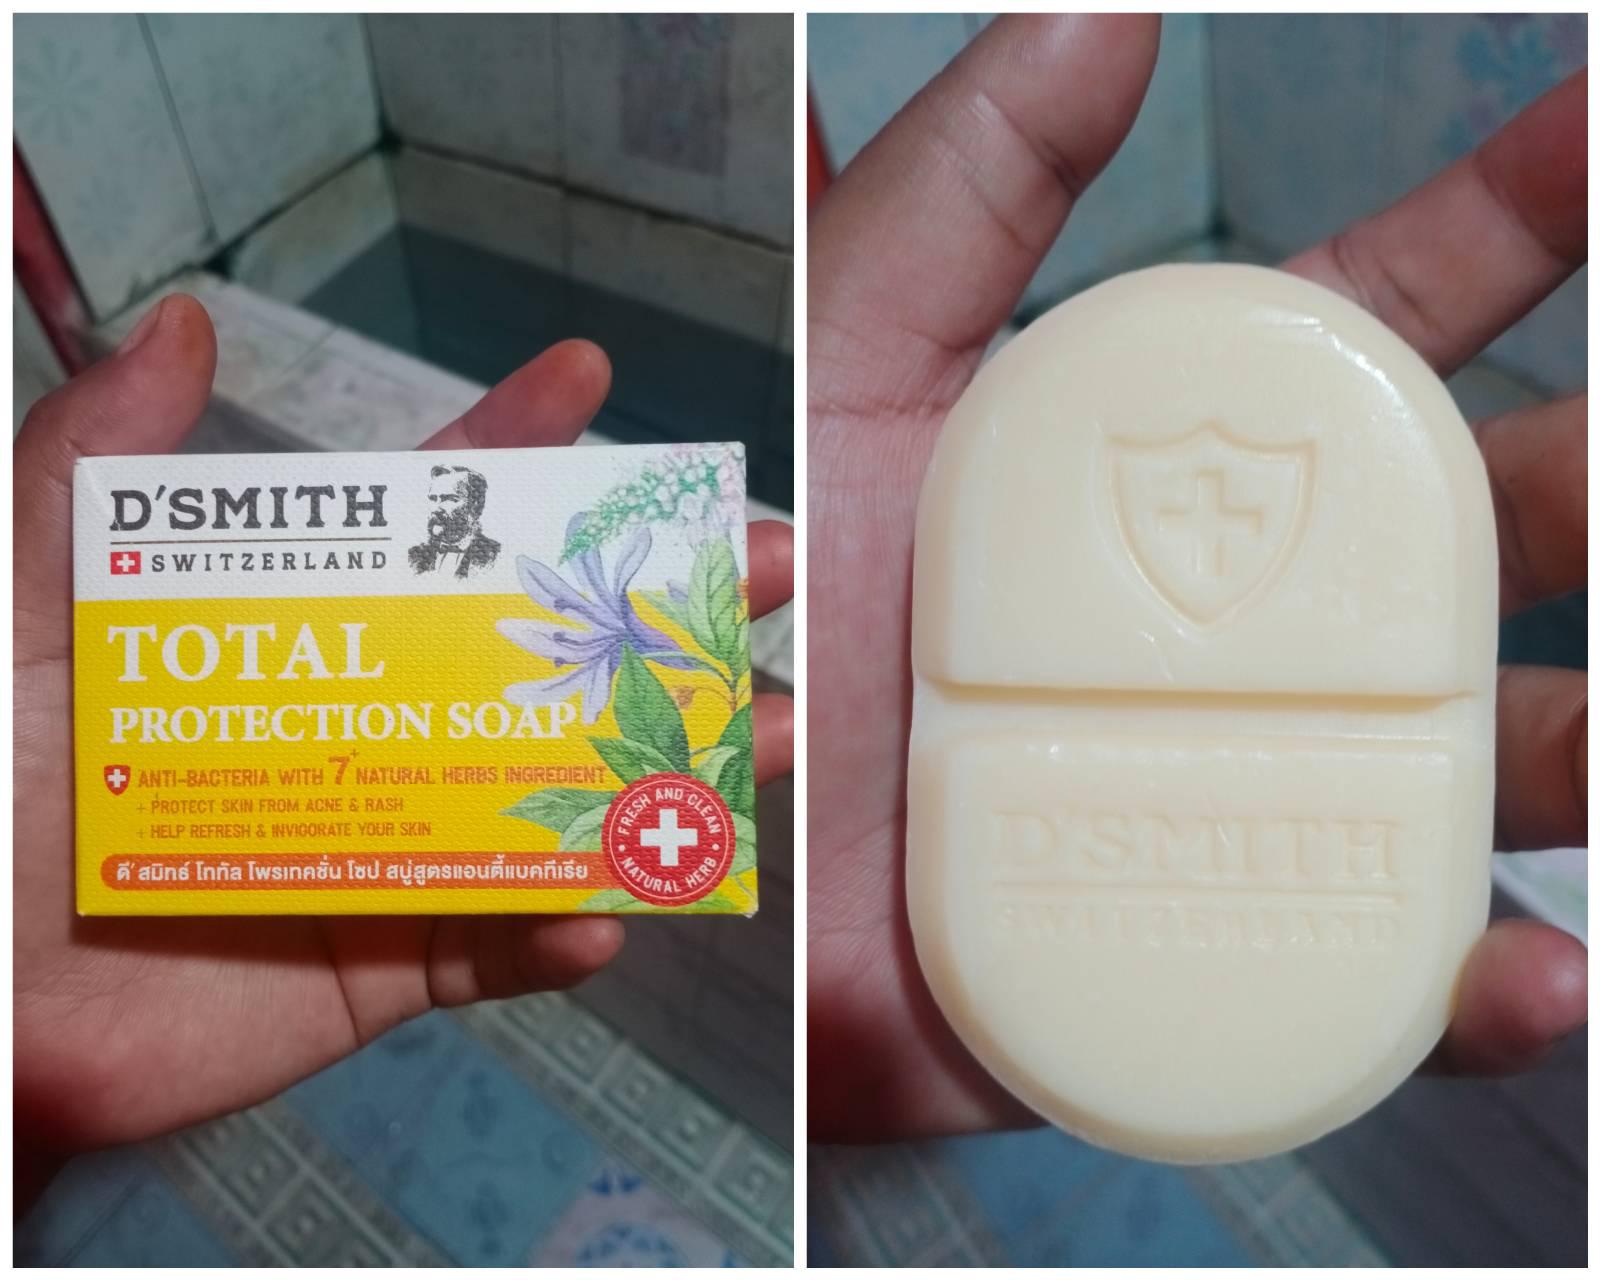 D'SMITH
SWITZERLAND
TOTAL
PROTECTION SOAP
ANTI-BACTERIA WITH 7+ NATURAL HERBS INGREDIENT
+ PROTECT SKIN FROM ACNE & RASH
+ HELP REFRESH & INVIGORATE YOUR SKIN
ดี'สมิทธ์ โททัล โพรเทคชั่น โซป สบู่สูตรแอนตี้แบคทีเรีย
FRESH AND CLEAN
NATURAL HERB
D'SMITH
SWITZERLAND